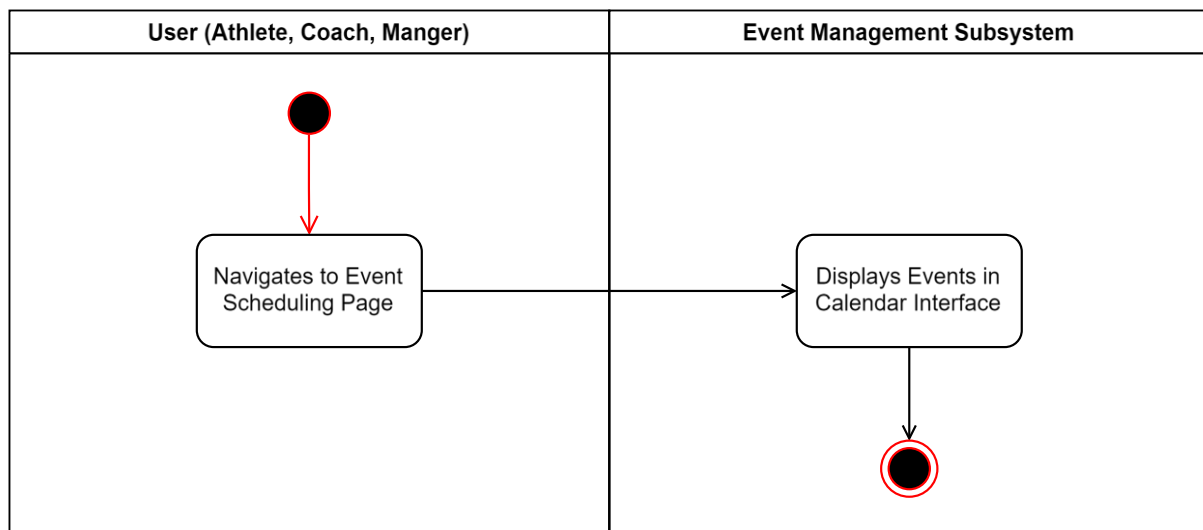 User (Athlete, Coach, Manger)
Event Management Subsystem
Navigates to Event
Scheduling Page
Displays Events in
Calendar Interface